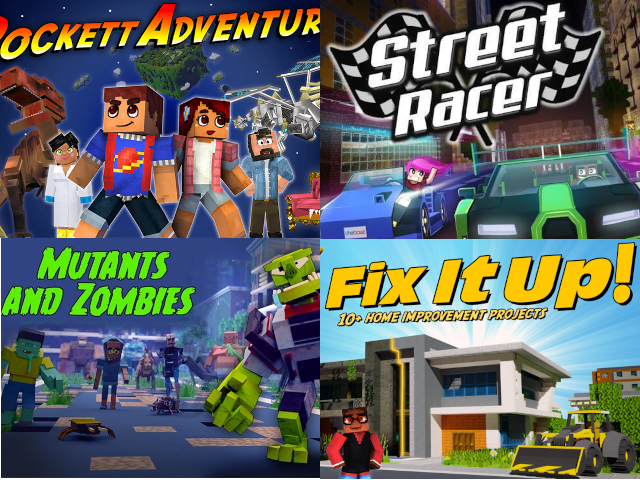 Rockett Adventur
Street
Racer
Mutants
and Zombies
Fix It Up!
10+ Home Improvement Projects